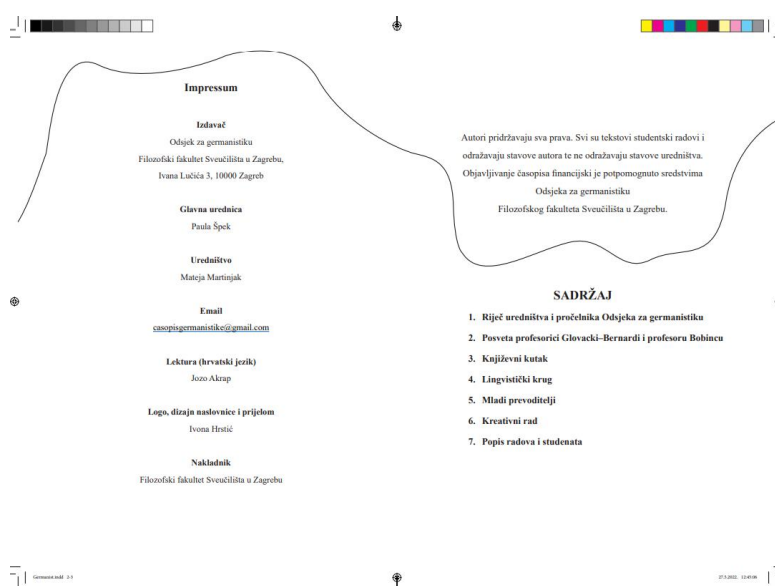 Impressum
Izdavač
Odsjek za germanistiku
Filozofski fakultet Sveučilišta u Zagrebu,
Ivana Lučića 3, 10000 Zagreb
Glavna urednica
Paula Špek
Uredništvo
Mateja Martinjak
Email
casopisgermanistike@gmail.com
Lektura (hrvatski jezik)
Jozo Akrap
Logo, dizajn naslovnice i prijelom
Ivona Hrstić
Nakladnik
Filozofski fakultet Sveučilišta u Zagrebu
Autori pridržavaju sva prava. Svi su tekstovi studentski radovi i
odražavaju stavove autora te ne odražavaju stavove uredništva.
Objavljivanje časopisa financijski je potpomognuto sredstvima
Odsjeka za germanistiku
Filozofskog fakulteta Sveučilišta u Zagrebu.
SADRŽAJ
1. Riječ uredništva i pročelnika Odsjeka za germanistiku
2. Posveta profesorici Glovacki–Bernardi i profesoru Bobincu
3. Književni kutak
4. Lingvistički krug
5. Mladi prevoditelji
6. Kreativni rad
7. Popis radova i studenata